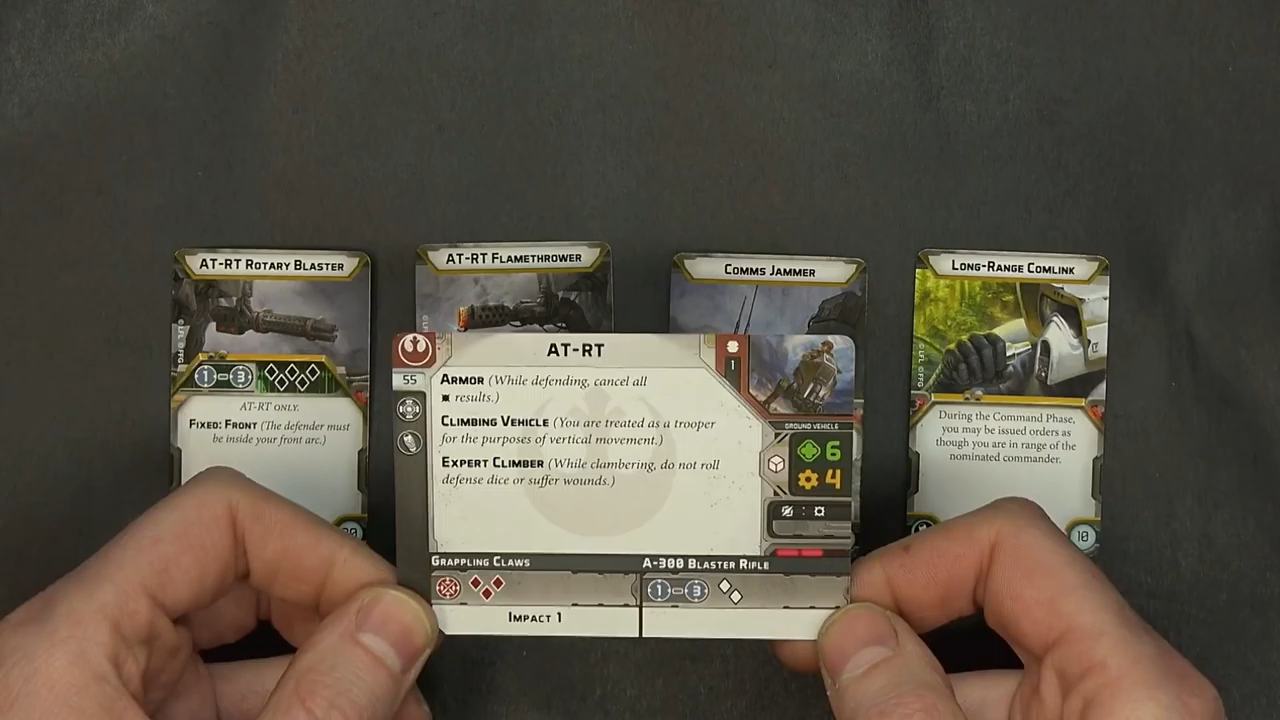 AT-RT Rotary Blaster
AT-RT Flamethrower
Comms Jammer
Long-Range Comlink
1-3
AT-RT only.
Fixed: Front (The defender must
be inside your front arc.)
During the Command Phase,
you may be issued orders as
though you are in range of the
nominated commander.
10
AT-RT
55
1
Armor (While defending, cancel all
results.)
Climbing Vehicle (You are treated as a trooper
for the purposes of vertical movement.)
Expert Climber (While clambering, do not roll
defense dice or suffer wounds.)
Ground Vehicle
6
4
:
Grappling Claws
A-300 Blaster Rifle
1-3
Impact 1